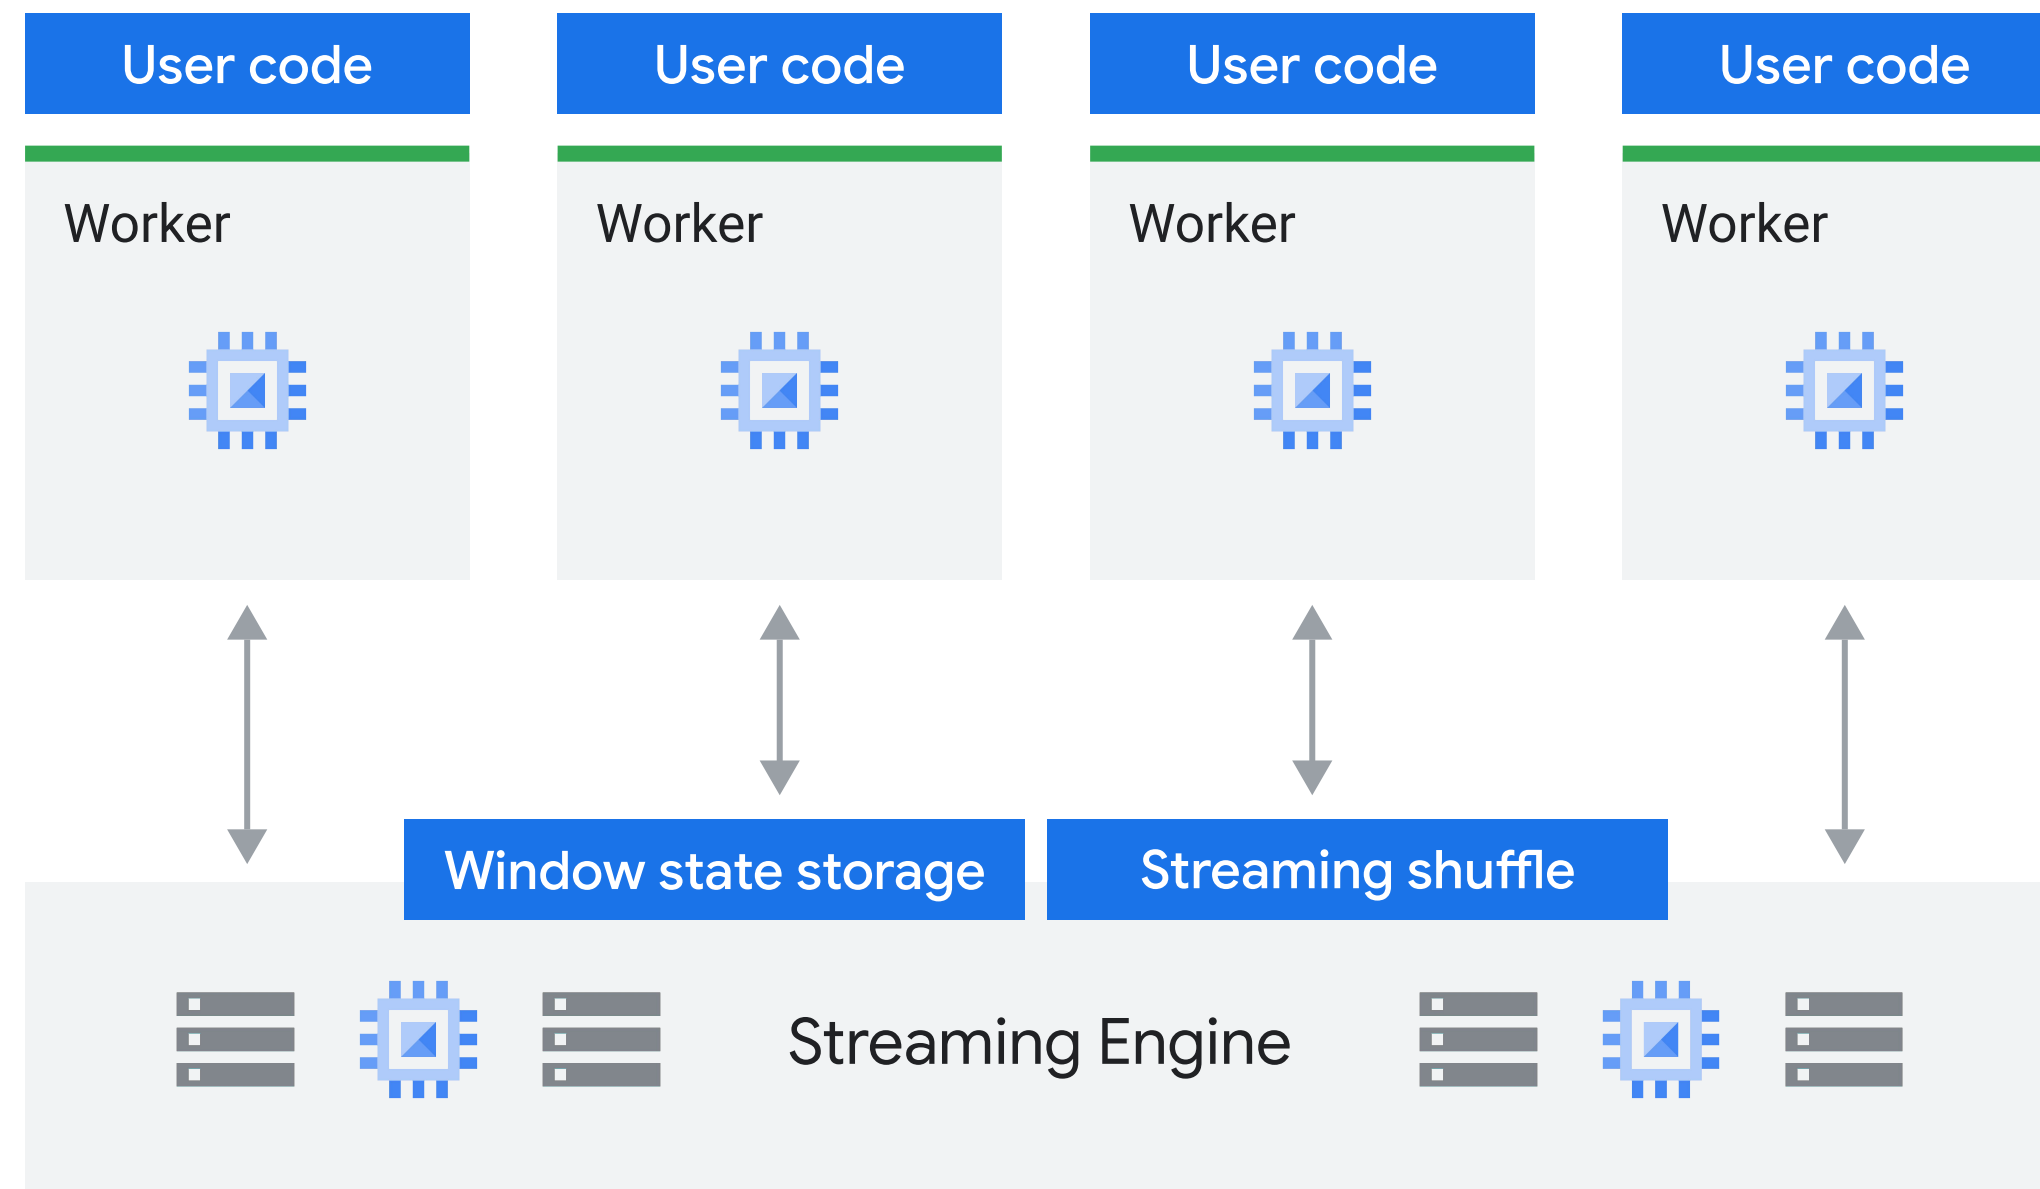 User code
User code
User code
User code
Worker
Worker
Worker
Worker
Window state storage
Streaming shuffle
Streaming Engine